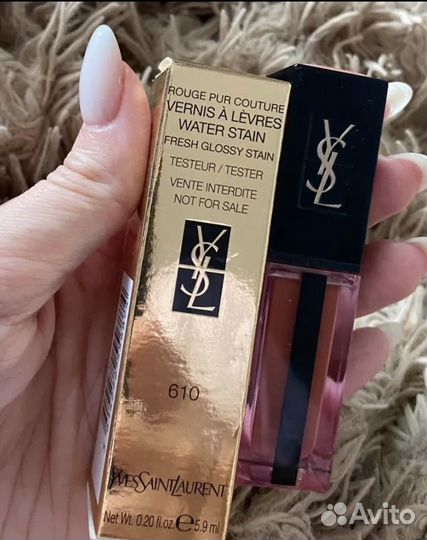 ROUGE PUR COUTURE
VERNIS À LÈVRES
WATER STAIN
FRESH GLOSSY STAIN
TESTEUR/TESTER
VENTE INTERDITE
NOT FOR SALE
YSL
YSL
610
YVESSAINTLAURENT
Net Wt. 0.20 fl.oz. e 5.9 ml
Avito